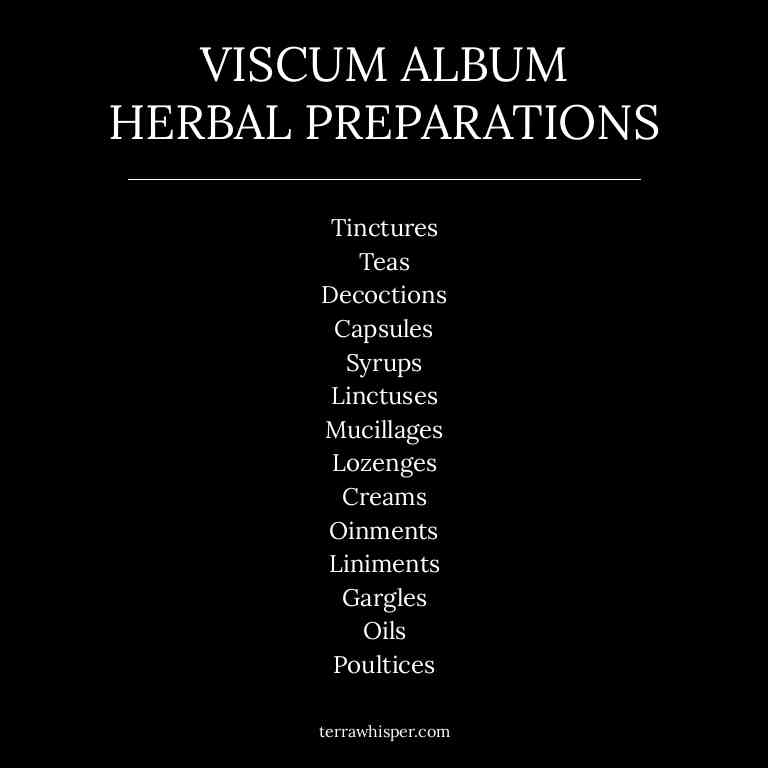 VISCUM ALBUM
HERBAL PREPARATIONS
Tinctures
Teas
Decoctions
Capsules
Syrups
Linctuses
Mucillages
Lozenges
Creams
Oinments
Liniments
Gargles
Oils
Poultices
terrawhisper.com